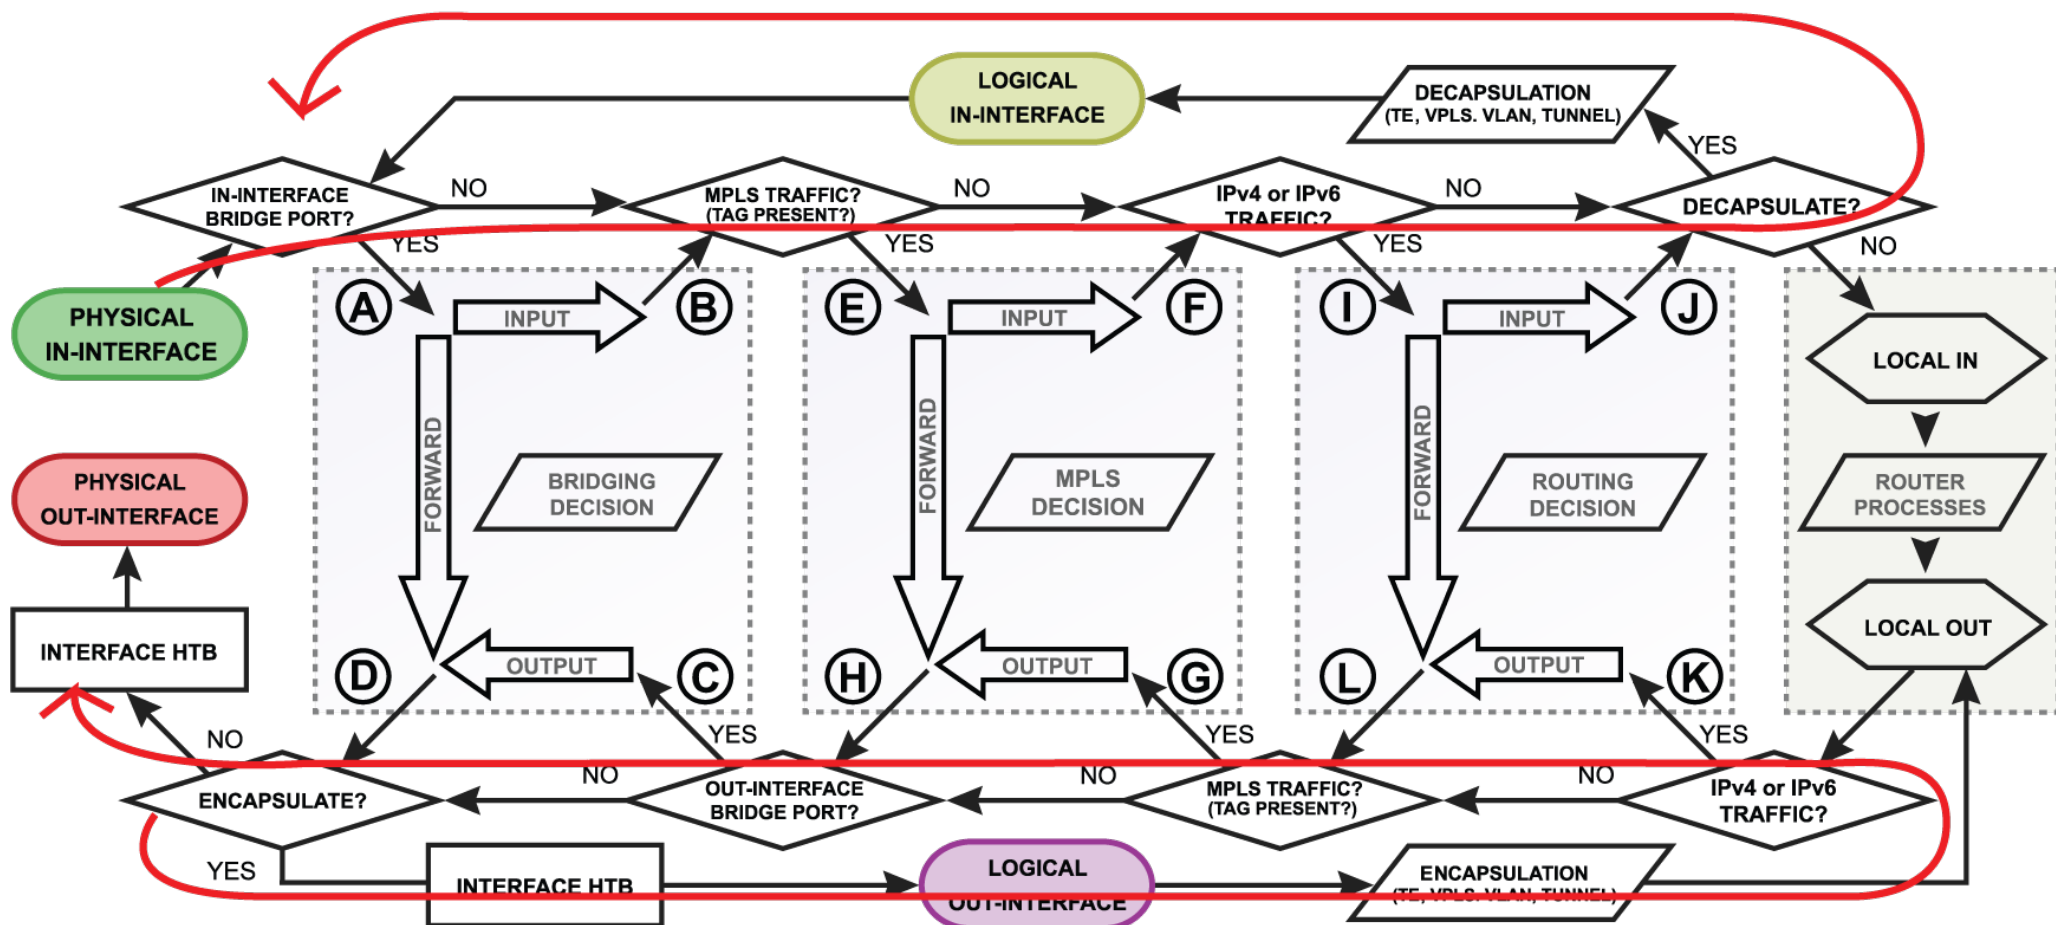 LOGICAL
IN-INTERFACE
DECAPSULATION
(TE, VPLS. VLAN, TUNNEL)
YES
IN-INTERFACE
BRIDGE PORT?
NO
MPLS TRAFFIC?
(TAG PRESENT?)
NO
IPv4 or IPv6
TRAFFIC?
NO
DECAPSULATE?
YES
YES
YES
NO
PHYSICAL
IN-INTERFACE
A
INPUT
B
E
INPUT
F
I
INPUT
J
LOCAL IN
PHYSICAL
OUT-INTERFACE
FORWARD
BRIDGING
DECISION
FORWARD
MPLS
DECISION
FORWARD
ROUTING
DECISION
ROUTER
PROCESSES
INTERFACE HTB
D
OUTPUT
C
H
OUTPUT
G
L
OUTPUT
K
LOCAL OUT
NO
YES
YES
YES
ENCAPSULATE?
NO
OUT-INTERFACE
BRIDGE PORT?
NO
MPLS TRAFFIC?
(TAG PRESENT?)
NO
IPv4 or IPv6
TRAFFIC?
YES
INTERFACE HTB
LOGICAL
OUT-INTERFACE
ENCAPSULATION
(TE, VPLS. VLAN, TUNNEL)